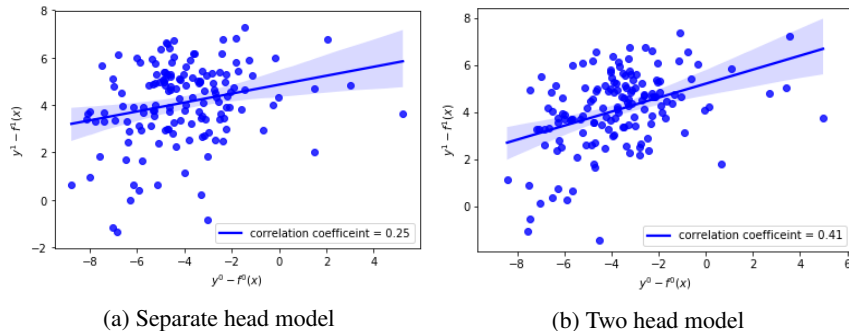 8
6
4
2
0
−2
y¹ − f¹(x)
correlation coefficeint = 0.25
−8 −6 −4 −2 0 2 4
y⁰ − f⁰(x)
(a) Separate head model
8
6
4
2
0
y¹ − f¹(x)
correlation coefficeint = 0.41
−8 −6 −4 −2 0 2 4
y⁰ − f⁰(x)
(b) Two head model